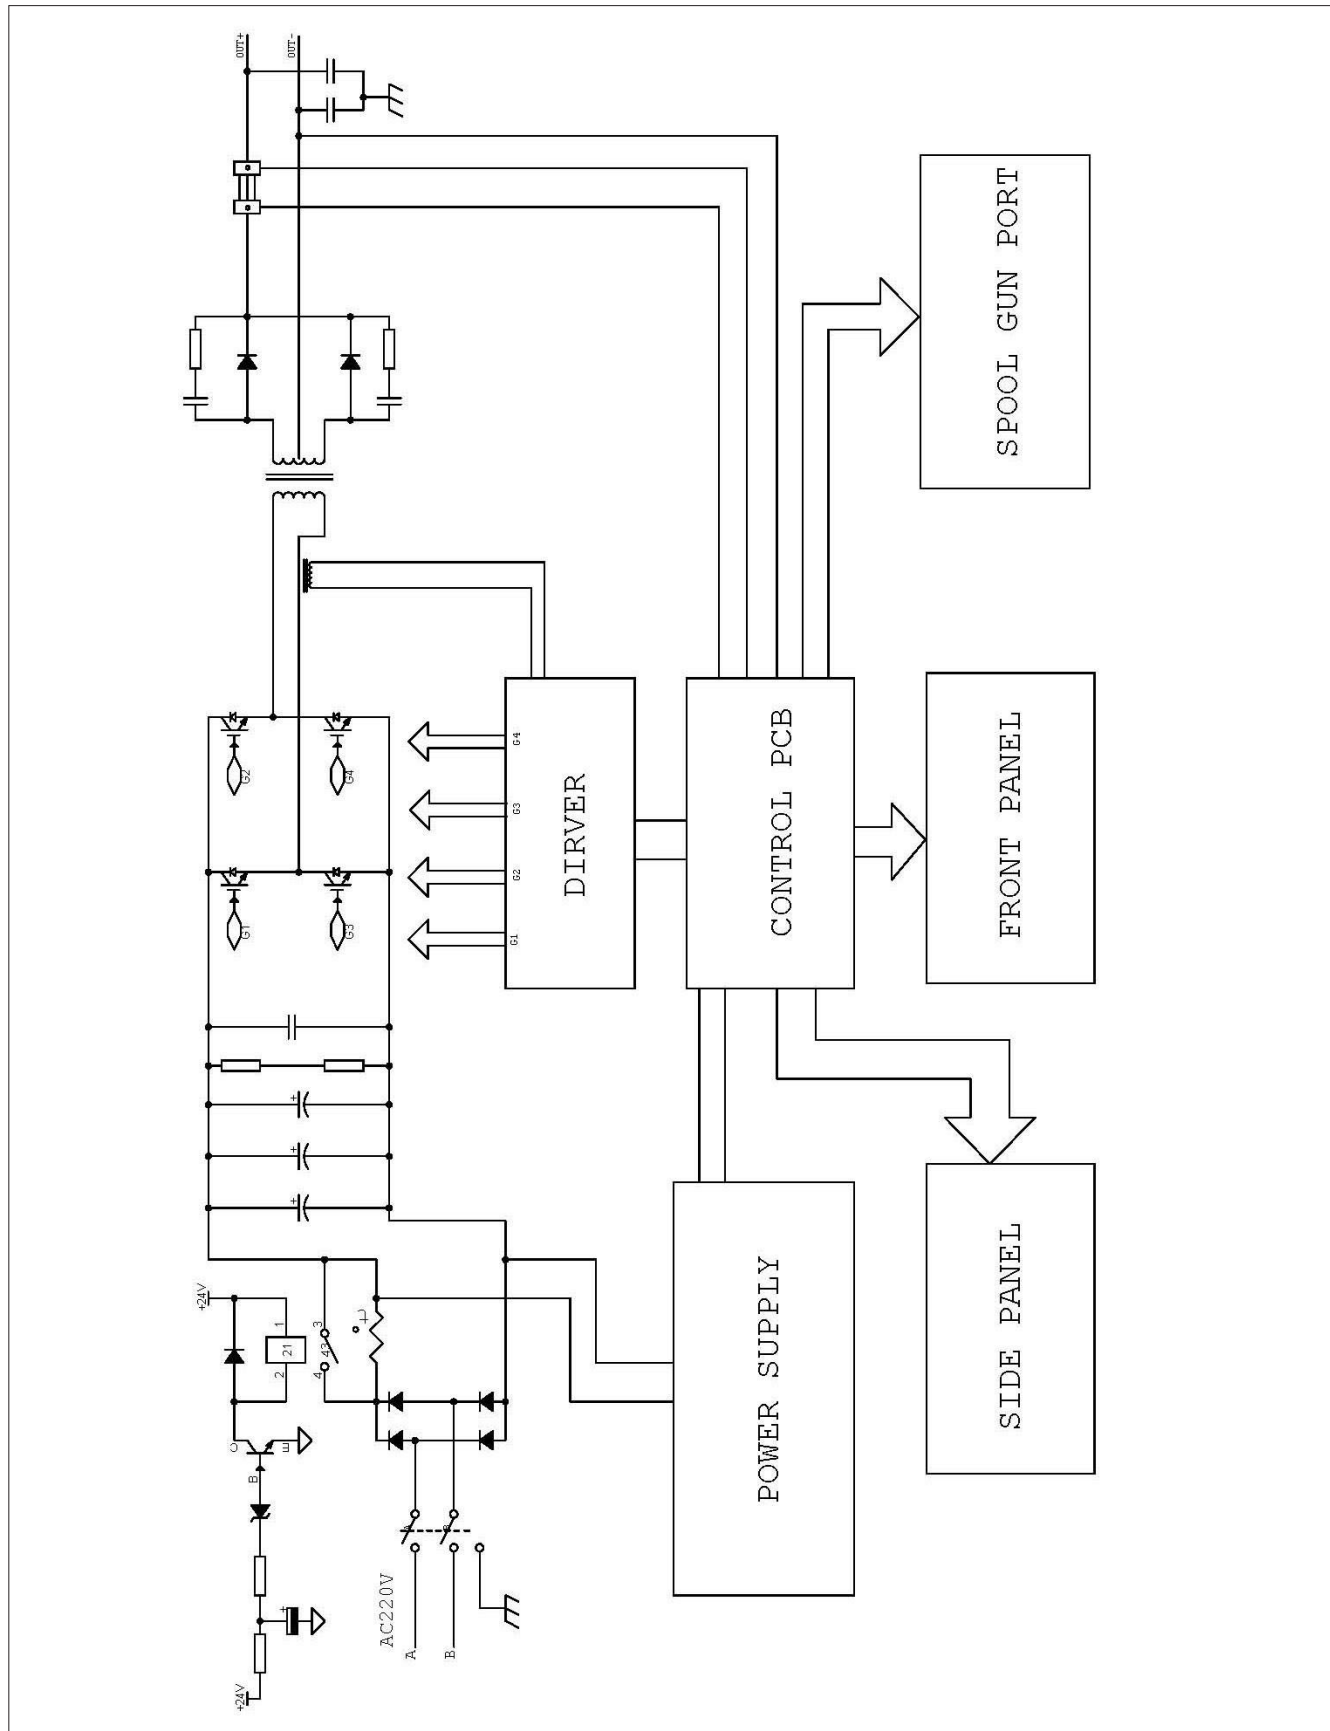 OUT+
OUT-
SPOOL GUN PORT
G4
G3
G2
G1
DIRVER
CONTROL PCB
FRONT PANEL
G2
G4
G1
G3
+
+
+
+24V
1
21
2
3
43
4
t°
POWER SUPPLY
SIDE PANEL
C
E
B
A
B
AC220V
A
B
+
+24V